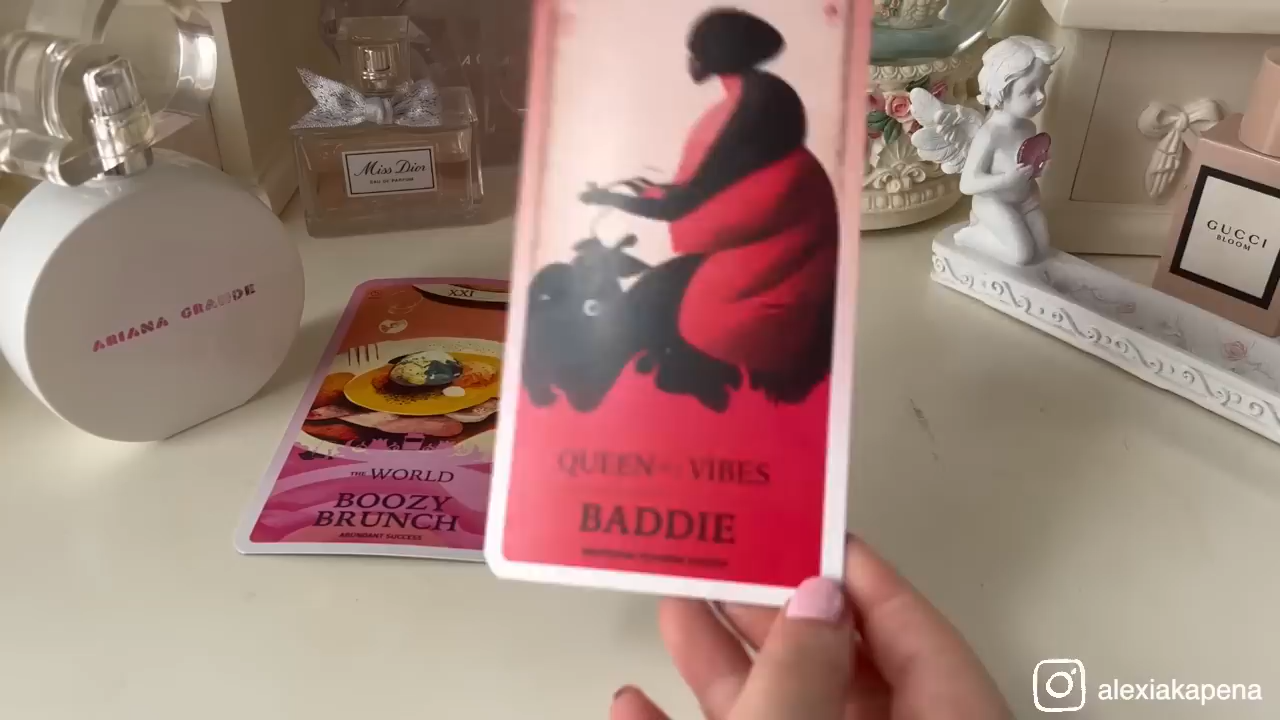 Miss Dior
EAU DE PARFUM
ARIANA GRANDE
GUCCI
BLOOM
XXI
THE WORLD
BOOZY
BRUNCH
ABUNDANT SUCCESS
QUEEN OF VIBES
BADDIE
alexiakapena